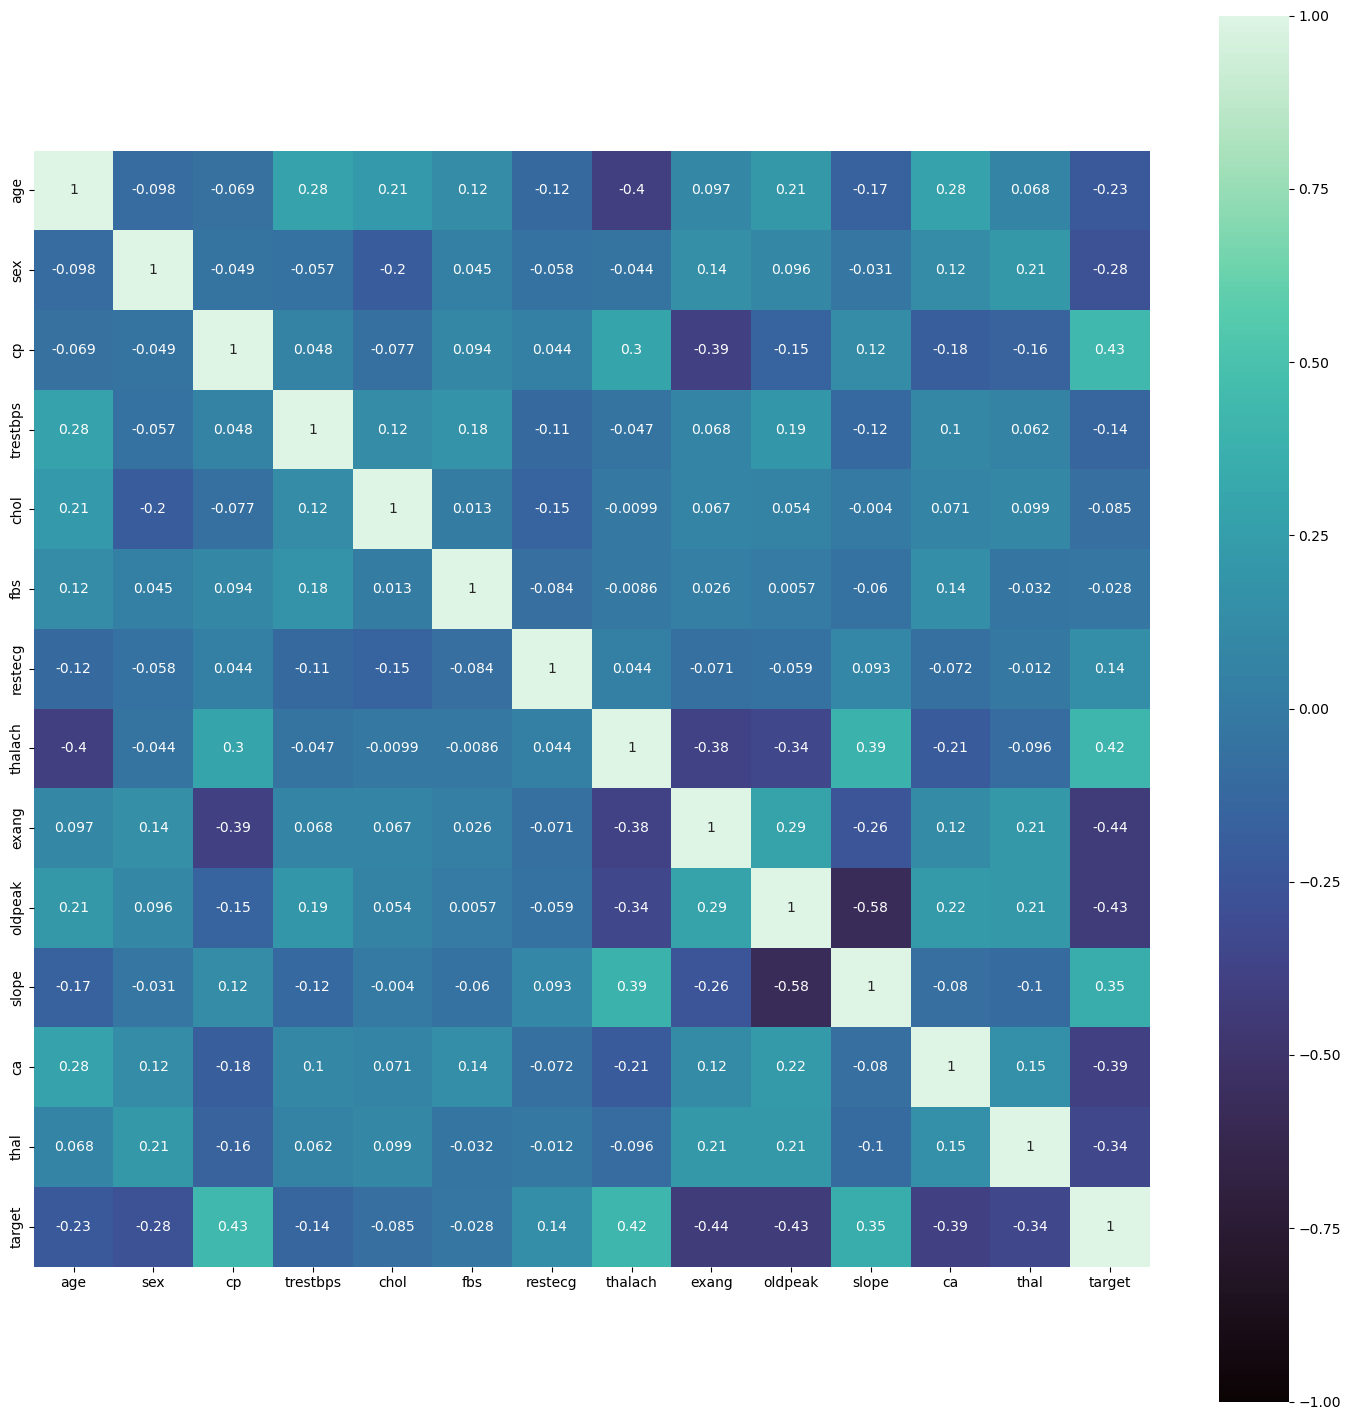 age 1 -0.098 -0.069 0.28 0.21 0.12 -0.12 -0.4 0.097 0.21 -0.17 0.28 0.068 -0.23
sex -0.098 1 -0.049 -0.057 -0.2 0.045 -0.058 -0.044 0.14 0.096 -0.031 0.12 0.21 -0.28
cp -0.069 -0.049 1 0.048 -0.077 0.094 0.044 0.3 -0.39 -0.15 0.12 -0.18 -0.16 0.43
trestbps 0.28 -0.057 0.048 1 0.12 0.18 -0.11 -0.047 0.068 0.19 -0.12 0.1 0.062 -0.14
chol 0.21 -0.2 -0.077 0.12 1 0.013 -0.15 -0.0099 0.067 0.054 -0.004 0.071 0.099 -0.085
fbs 0.12 0.045 0.094 0.18 0.013 1 -0.084 -0.0086 0.026 0.0057 -0.06 0.14 -0.032 -0.028
restecg -0.12 -0.058 0.044 -0.11 -0.15 -0.084 1 0.044 -0.071 -0.059 0.093 -0.072 -0.012 0.14
thalach -0.4 -0.044 0.3 -0.047 -0.0099 -0.0086 0.044 1 -0.38 -0.34 0.39 -0.21 -0.096 0.42
exang 0.097 0.14 -0.39 0.068 0.067 0.026 -0.071 -0.38 1 0.29 -0.26 0.12 0.21 -0.44
oldpeak 0.21 0.096 -0.15 0.19 0.054 0.0057 -0.059 -0.34 0.29 1 -0.58 0.22 0.21 -0.43
slope -0.17 -0.031 0.12 -0.12 -0.004 -0.06 0.093 0.39 -0.26 -0.58 1 -0.08 -0.1 0.35
ca 0.28 0.12 -0.18 0.1 0.071 0.14 -0.072 -0.21 0.12 0.22 -0.08 1 0.15 -0.39
thal 0.068 0.21 -0.16 0.062 0.099 -0.032 -0.012 -0.096 0.21 0.21 -0.1 0.15 1 -0.34
target -0.23 -0.28 0.43 -0.14 -0.085 -0.028 0.14 0.42 -0.44 -0.43 0.35 -0.39 -0.34 1
age sex cp trestbps chol fbs restecg thalach exang oldpeak slope ca thal target
1.00
0.75
0.50
0.25
0.00
−0.25
−0.50
−0.75
−1.00